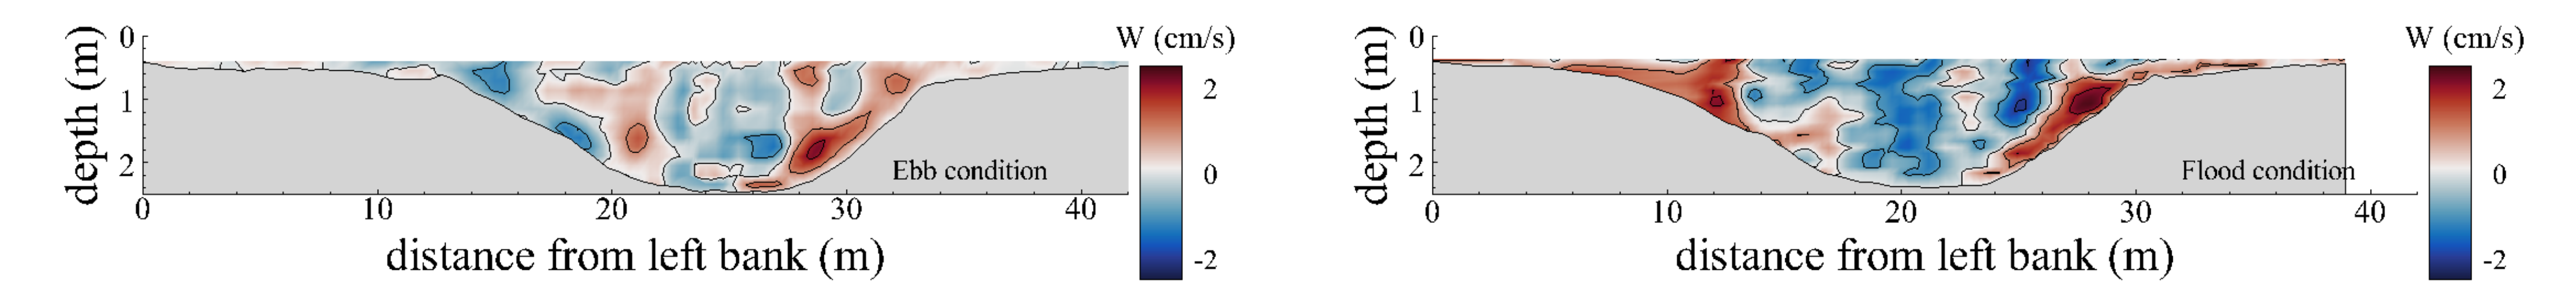 W (cm/s)
depth (m)
0
1
2
2
0
-2
Ebb condition
0 10 20 30 40
distance from left bank (m)
W (cm/s)
depth (m)
0
1
2
2
0
-2
Flood condition
0 10 20 30 40
distance from left bank (m)